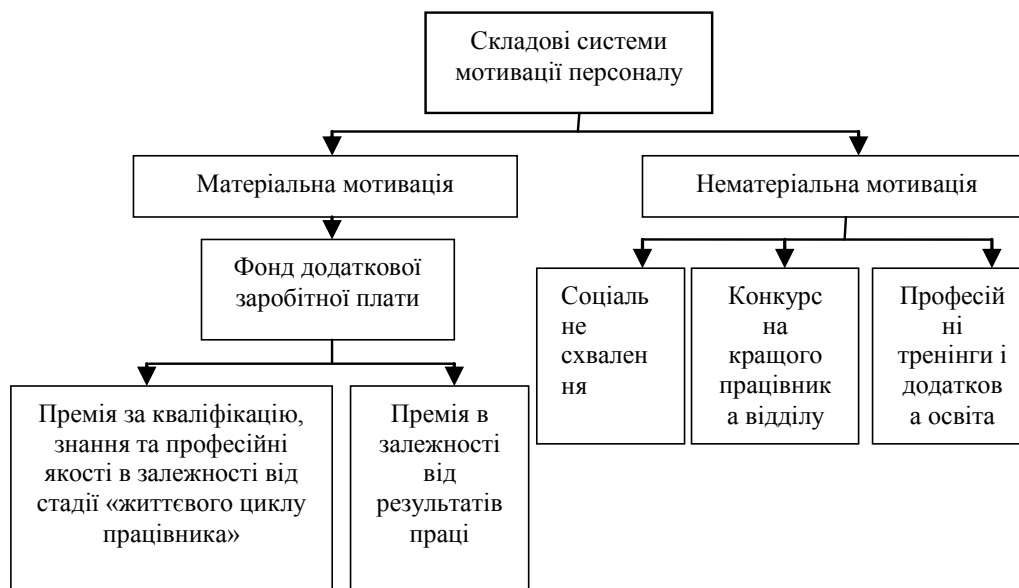 Складові системи
мотивації персоналу
Матеріальна мотивація
Нематеріальна мотивація
Фонд додаткової
заробітної плати
Соціаль
не
схвален
ня
Конкурс
на
кращого
працівник
а відділу
Професій
ні
тренінги і
додатков
а освіта
Премія за кваліфікацію,
знання та професійні
якості в залежності від
стадії «життєвого циклу
працівника»
Премія в
залежності
від
результатів
праці